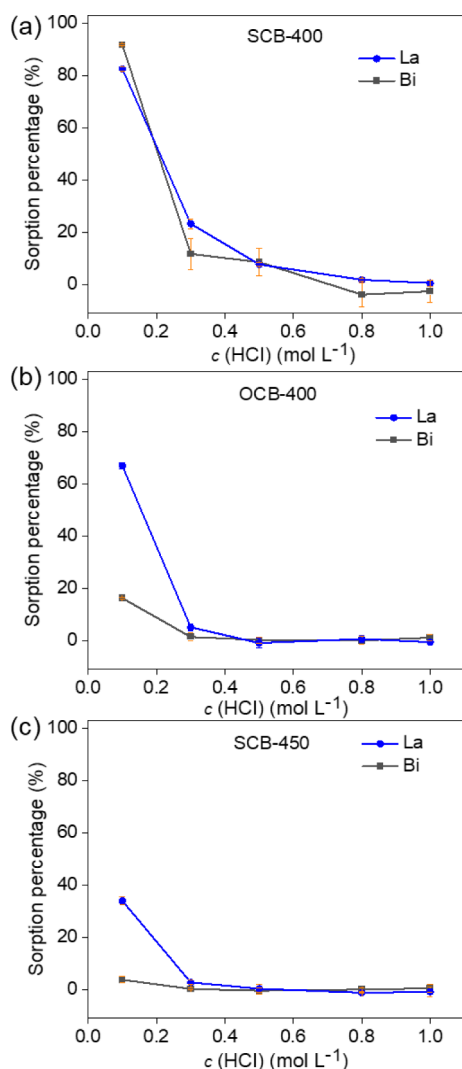 (a)
SCB-400
La
Bi
Sorption percentage (%)
100
80
60
40
20
0
0.0 0.2 0.4 0.6 0.8 1.0
c (HCl) (mol L⁻¹)
(b)
OCB-400
La
Bi
Sorption percentage (%)
100
80
60
40
20
0
0.0 0.2 0.4 0.6 0.8 1.0
c (HCl) (mol L⁻¹)
(c)
SCB-450
La
Bi
Sorption percentage (%)
100
80
60
40
20
0
0.0 0.2 0.4 0.6 0.8 1.0
c (HCl) (mol L⁻¹)